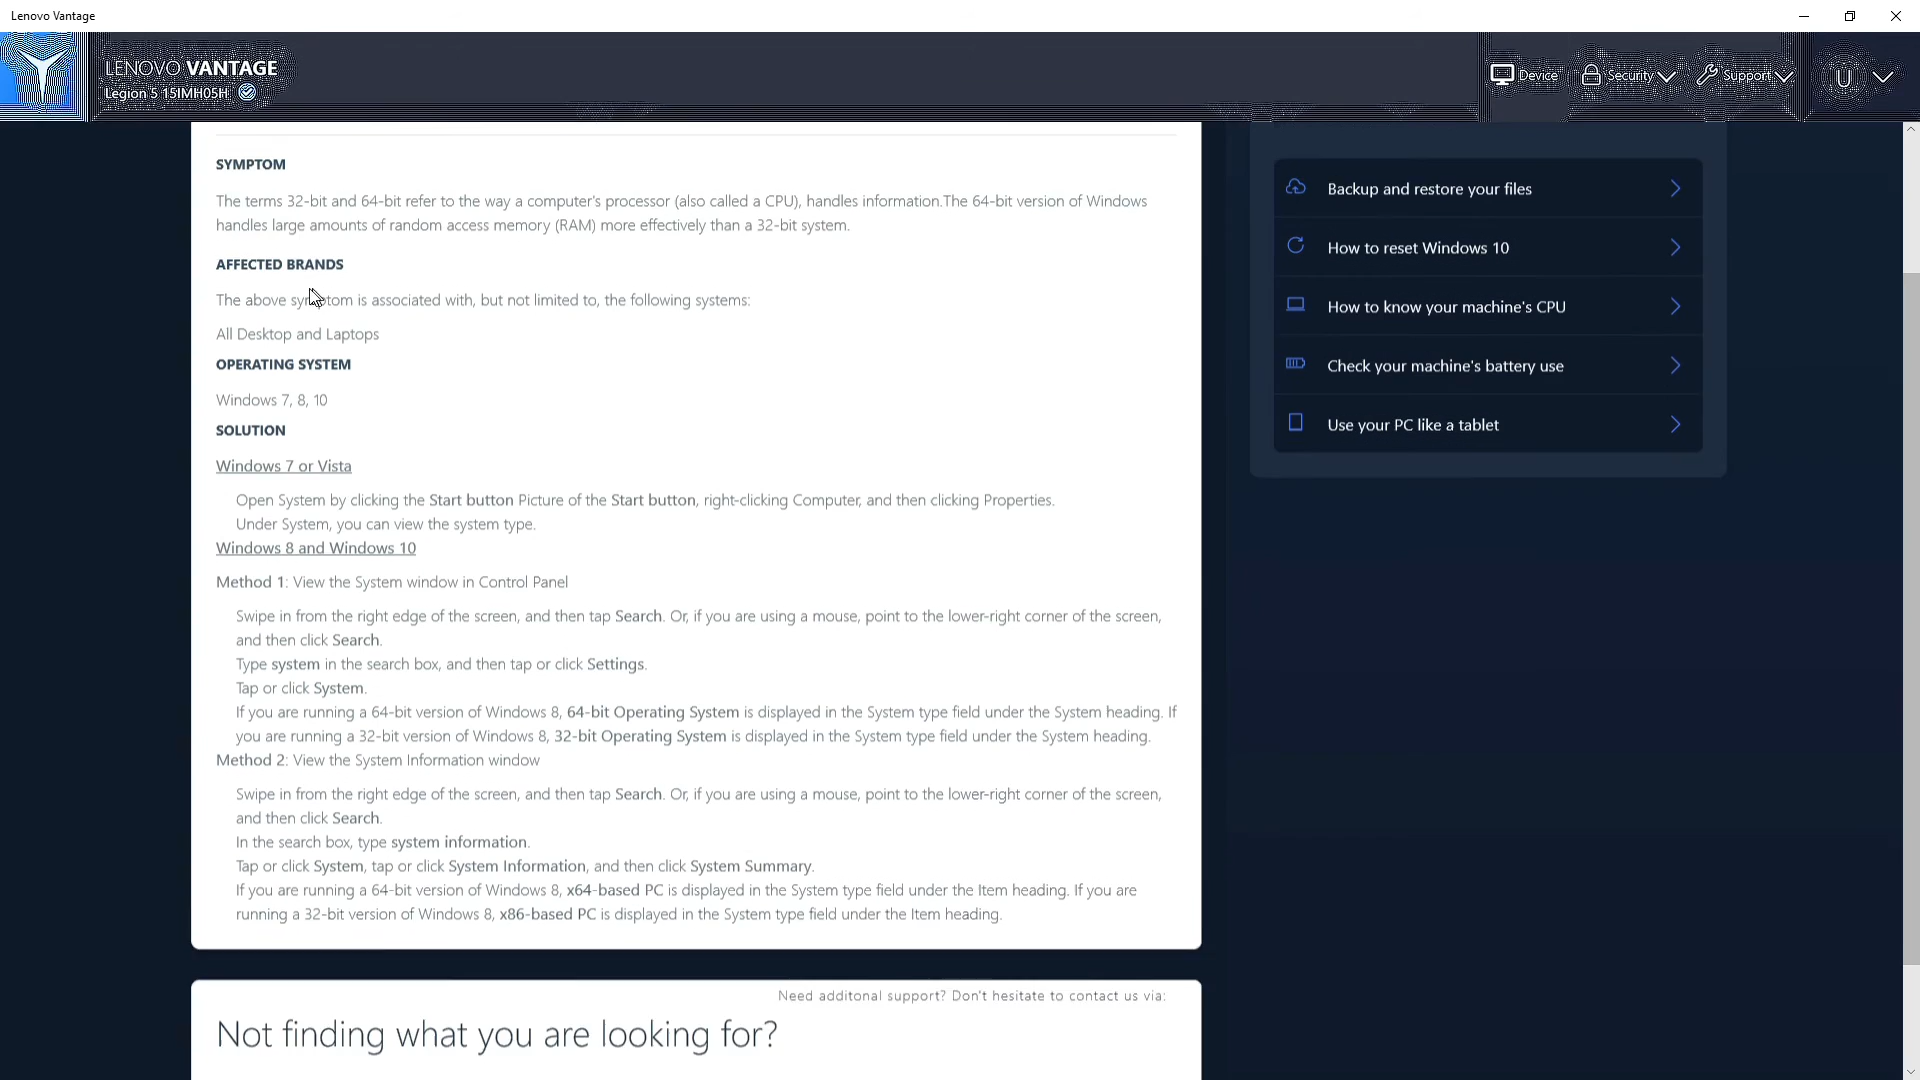 Lenovo Vantage
LENOVO VANTAGE
Legion 5 15IMH05H
Device
Security
Support
U
SYMPTOM
The terms 32-bit and 64-bit refer to the way a computer's processor (also called a CPU), handles information.The 64-bit version of Windows
handles large amounts of random access memory (RAM) more effectively than a 32-bit system.
AFFECTED BRANDS
The above symptom is associated with, but not limited to, the following systems:
All Desktop and Laptops
OPERATING SYSTEM
Windows 7, 8, 10
SOLUTION
Windows 7 or Vista
Open System by clicking the Start button Picture of the Start button, right-clicking Computer, and then clicking Properties.
Under System, you can view the system type.
Windows 8 and Windows 10
Method 1: View the System window in Control Panel
Swipe in from the right edge of the screen, and then tap Search. Or, if you are using a mouse, point to the lower-right corner of the screen,
and then click Search.
Type system in the search box, and then tap or click Settings.
Tap or click System.
If you are running a 64-bit version of Windows 8, 64-bit Operating System is displayed in the System type field under the System heading. If
you are running a 32-bit version of Windows 8, 32-bit Operating System is displayed in the System type field under the System heading.
Method 2: View the System Information window
Swipe in from the right edge of the screen, and then tap Search. Or, if you are using a mouse, point to the lower-right corner of the screen,
and then click Search.
In the search box, type system information.
Tap or click System, tap or click System Information, and then click System Summary.
If you are running a 64-bit version of Windows 8, x64-based PC is displayed in the System type field under the Item heading. If you are
running a 32-bit version of Windows 8, x86-based PC is displayed in the System type field under the Item heading.
Need additonal support? Don't hesitate to contact us via:
Not finding what you are looking for?
Backup and restore your files
How to reset Windows 10
How to know your machine's CPU
Check your machine's battery use
Use your PC like a tablet